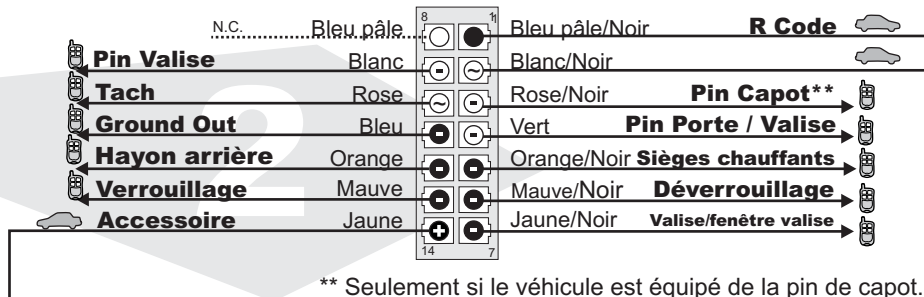 N.C. Bleu pâle 8 1 Bleu pâle/Noir R Code
Pin Valise Blanc Blanc/Noir
Tach Rose Rose/Noir Pin Capot**
Ground Out Bleu Vert Pin Porte / Valise
Hayon arrière Orange Orange/Noir Sièges chauffants
Verrouillage Mauve Mauve/Noir Déverrouillage
Accessoire Jaune Jaune/Noir Valise/fenêtre valise
14 7
2
** Seulement si le véhicule est équipé de la pin de capot.